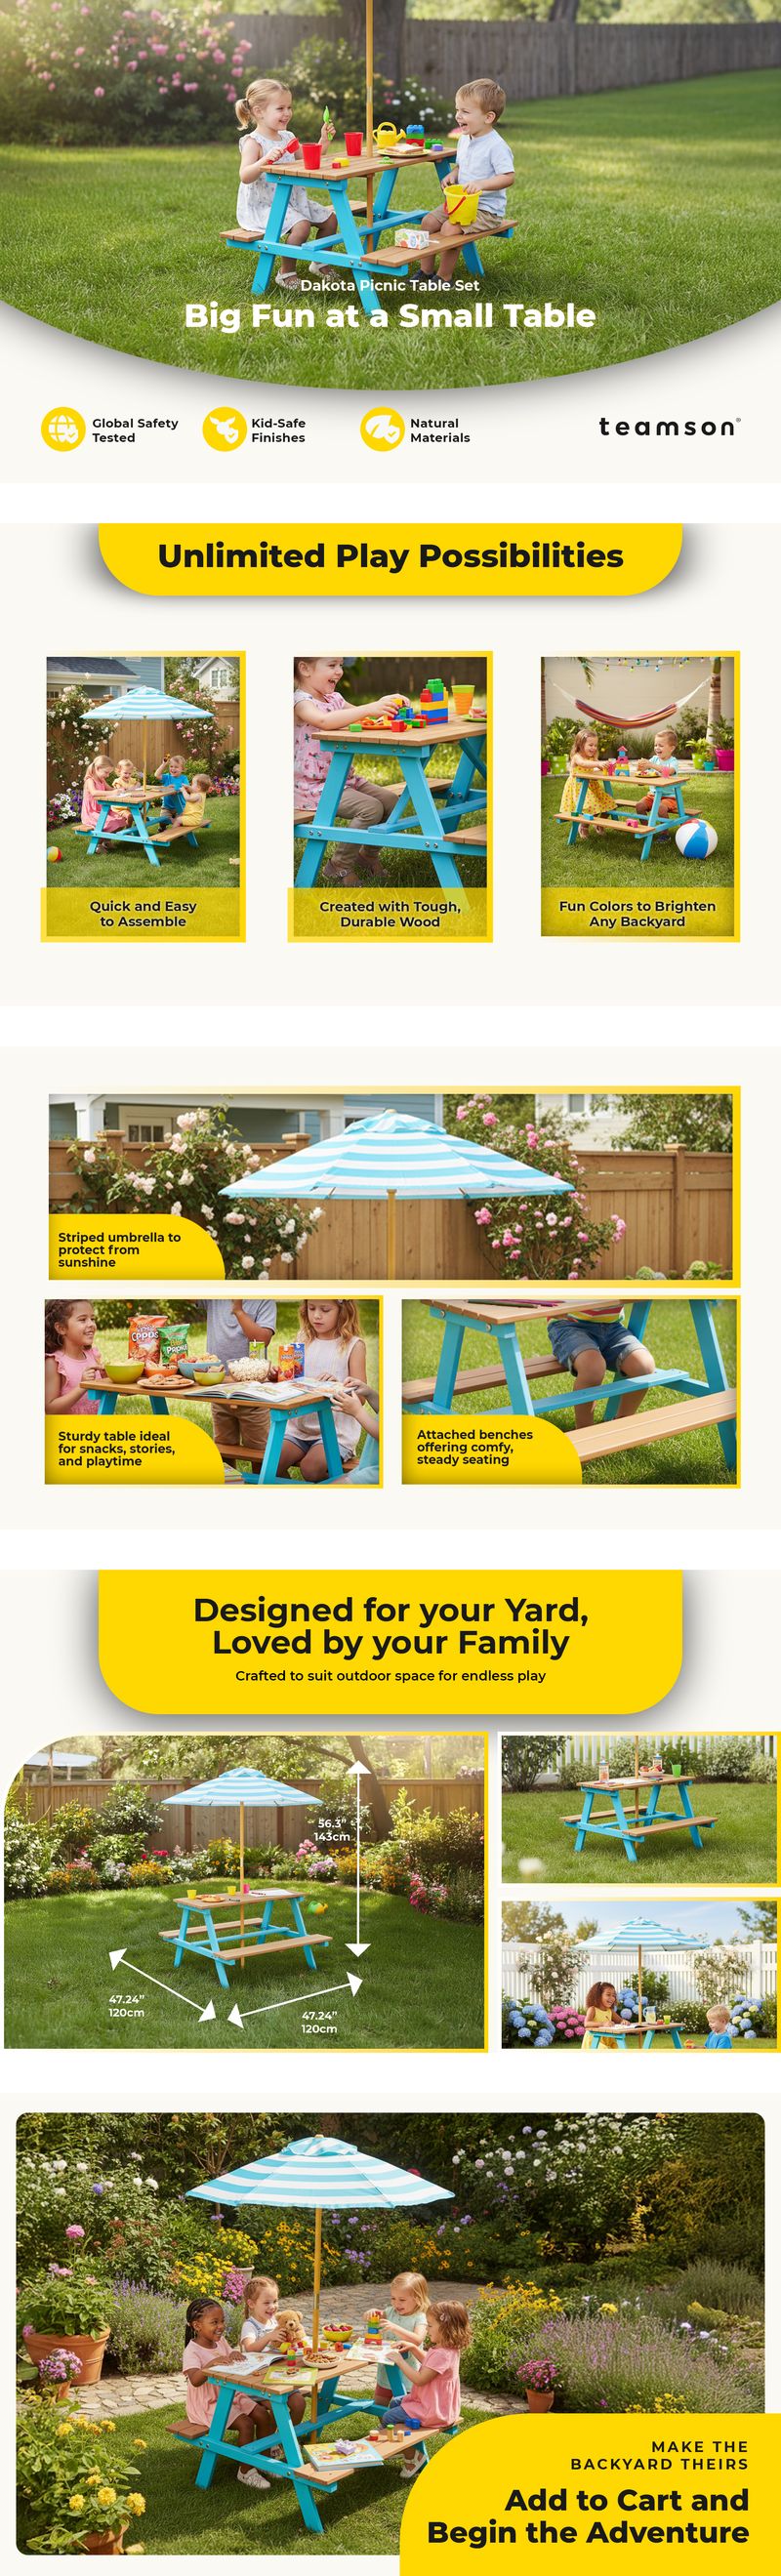 Dakota Picnic Table Set
Big Fun at a Small Table
Global Safety
Tested
Kid-Safe
Finishes
Natural
Materials
teamson®
Unlimited Play Possibilities
Quick and Easy
to Assemble
Created with Tough,
Durable Wood
Fun Colors to Brighten
Any Backyard
Striped umbrella to
protect from
sunshine
Sturdy table ideal
for snacks, stories,
and playtime
Attached benches
offering comfy,
steady seating
Designed for your Yard,
Loved by your Family
Crafted to suit outdoor space for endless play
56.3"
143cm
47.24”
120cm
47.24”
120cm
MAKE THE
BACKYARD THEIRS
Add to Cart and
Begin the Adventure